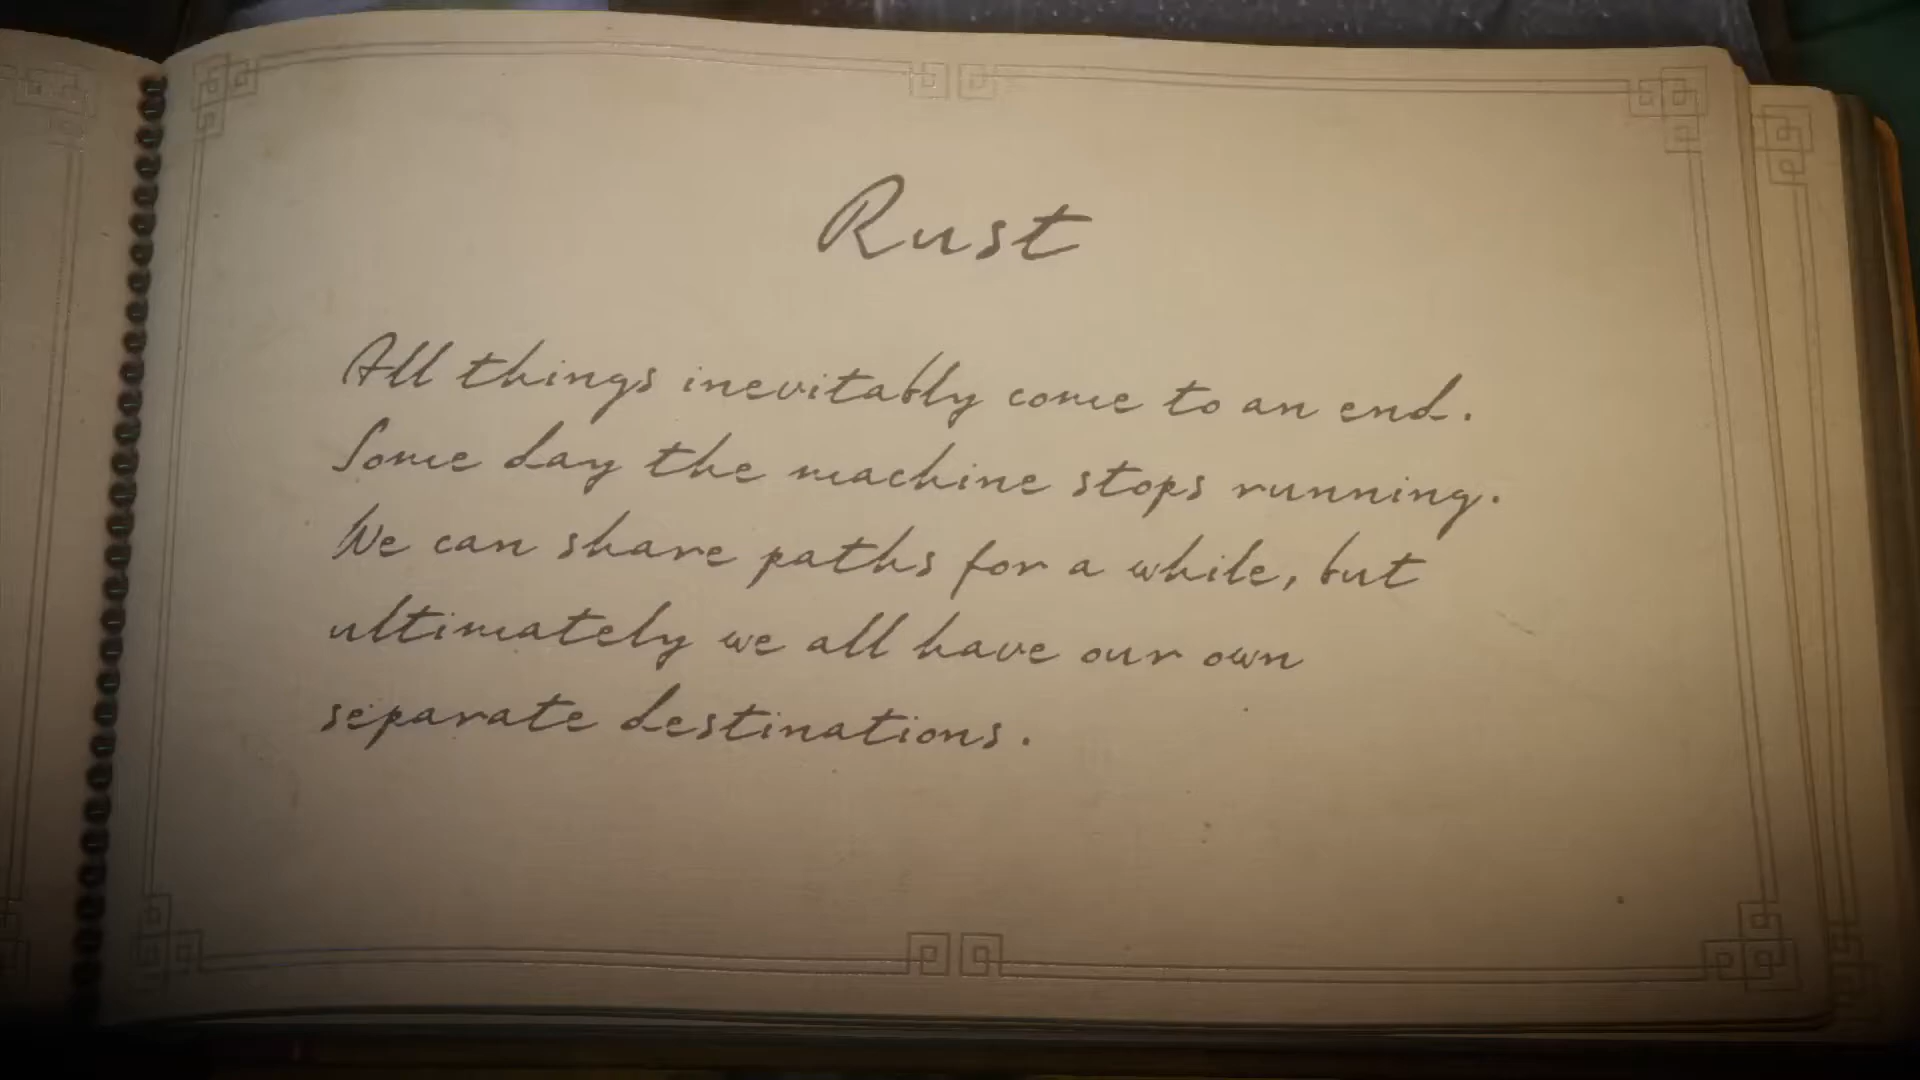 Rust
All things inevitably come to an end.
Some day the machine stops running.
We can share paths for a while, but
ultimately we all have our own
separate destinations.